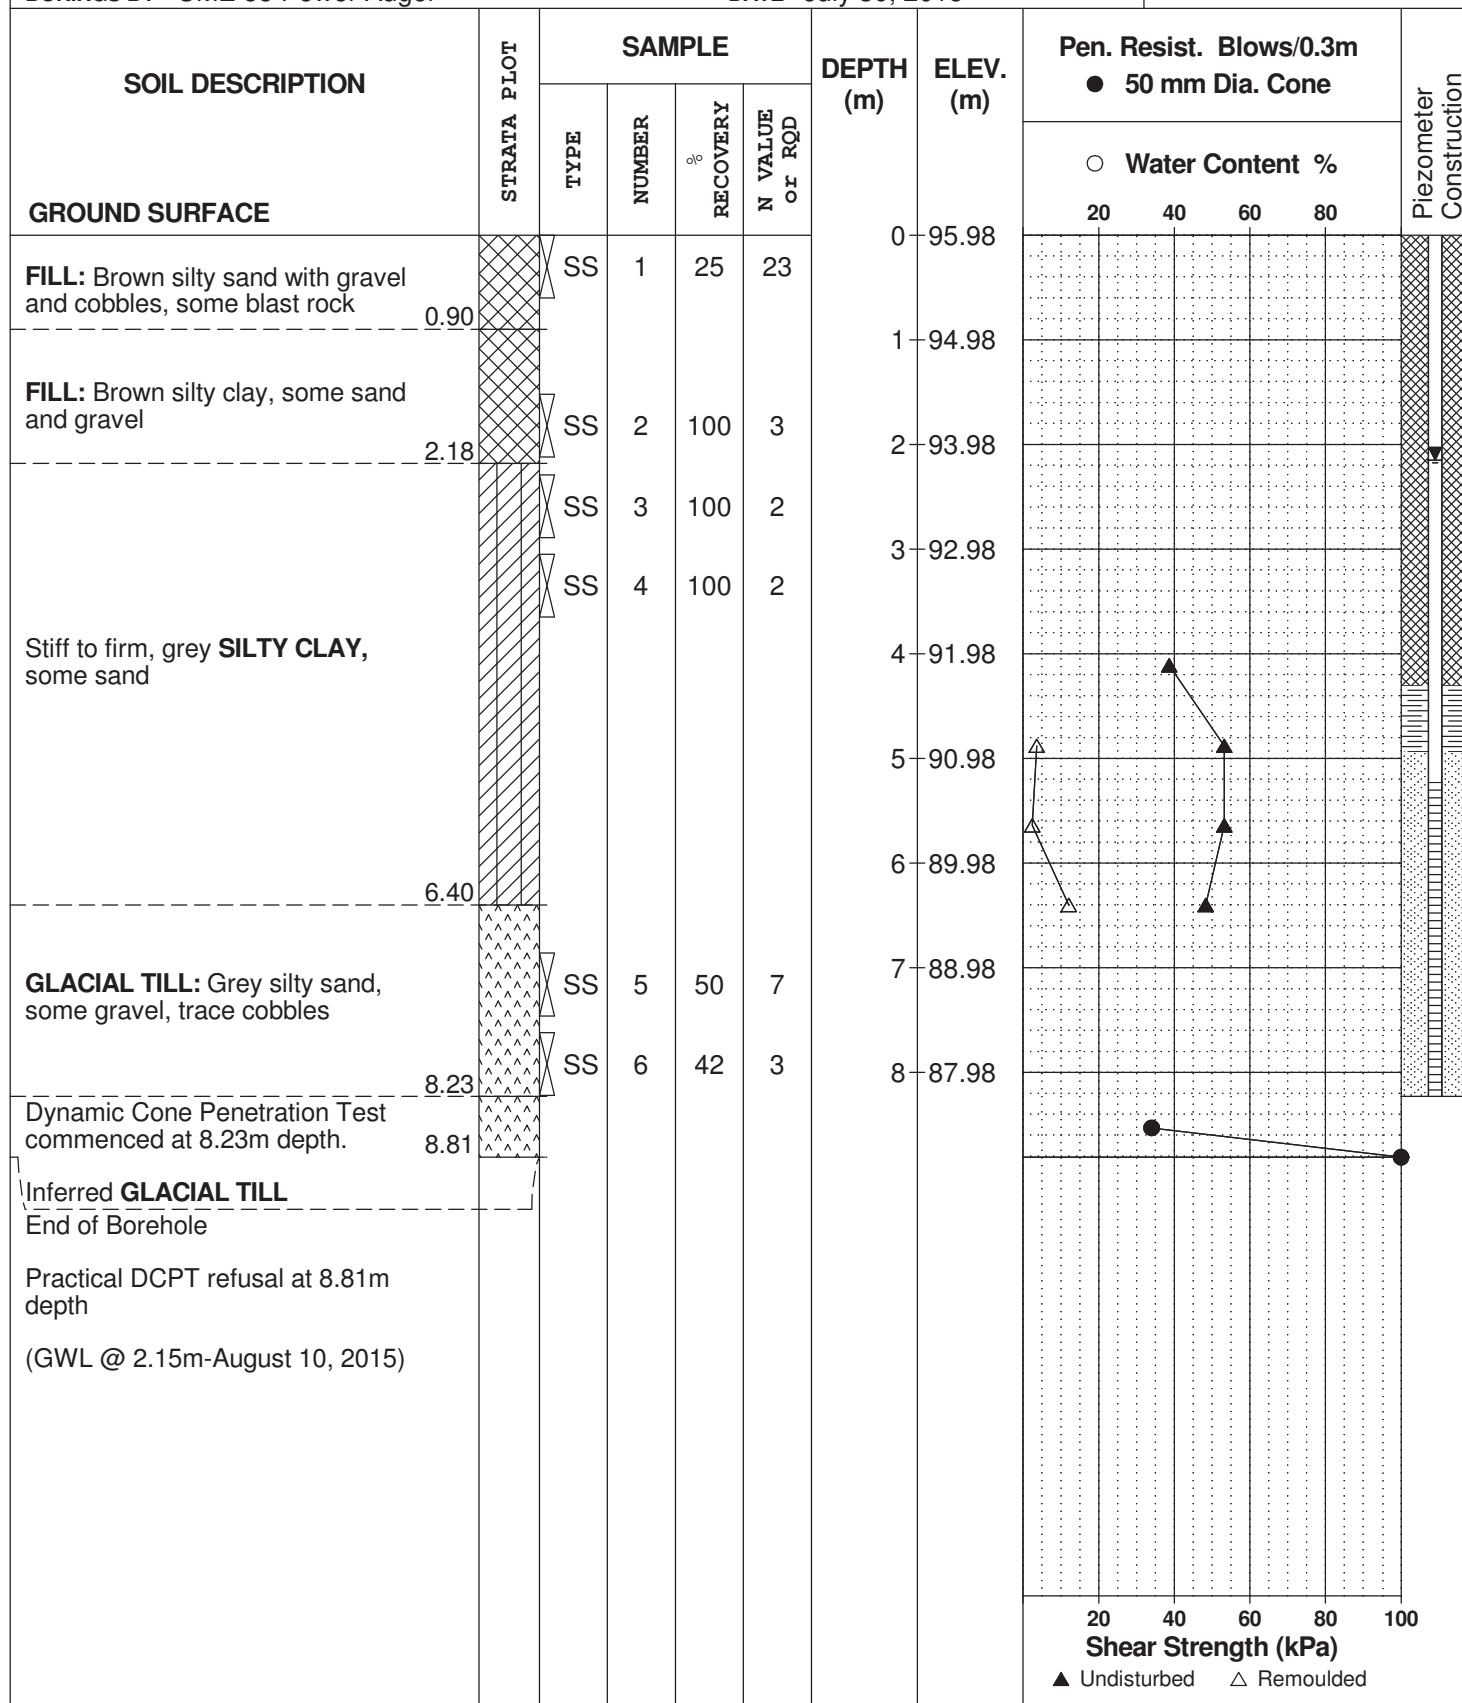 SOIL DESCRIPTION
GROUND SURFACE
STRATA PLOT
SAMPLE
TYPE
NUMBER
%
RECOVERY
N VALUE
or RQD
DEPTH
(m)
ELEV.
(m)
Pen. Resist. Blows/0.3m
● 50 mm Dia. Cone
○ Water Content %
20 40 60 80
Piezometer
Construction
FILL: Brown silty sand with gravel
and cobbles, some blast rock
0.90
SS 1 25 23
0 95.98
1 94.98
FILL: Brown silty clay, some sand
and gravel
2.18
SS 2 100 3
2 93.98
SS 3 100 2
3 92.98
SS 4 100 2
Stiff to firm, grey SILTY CLAY,
some sand
4 91.98
5 90.98
6 89.98
6.40
GLACIAL TILL: Grey silty sand,
some gravel, trace cobbles
SS 5 50 7
7 88.98
SS 6 42 3
8 87.98
8.23
Dynamic Cone Penetration Test
commenced at 8.23m depth.
8.81
Inferred GLACIAL TILL
End of Borehole
Practical DCPT refusal at 8.81m
depth
(GWL @ 2.15m-August 10, 2015)
20 40 60 80 100
Shear Strength (kPa)
▲ Undisturbed △ Remoulded